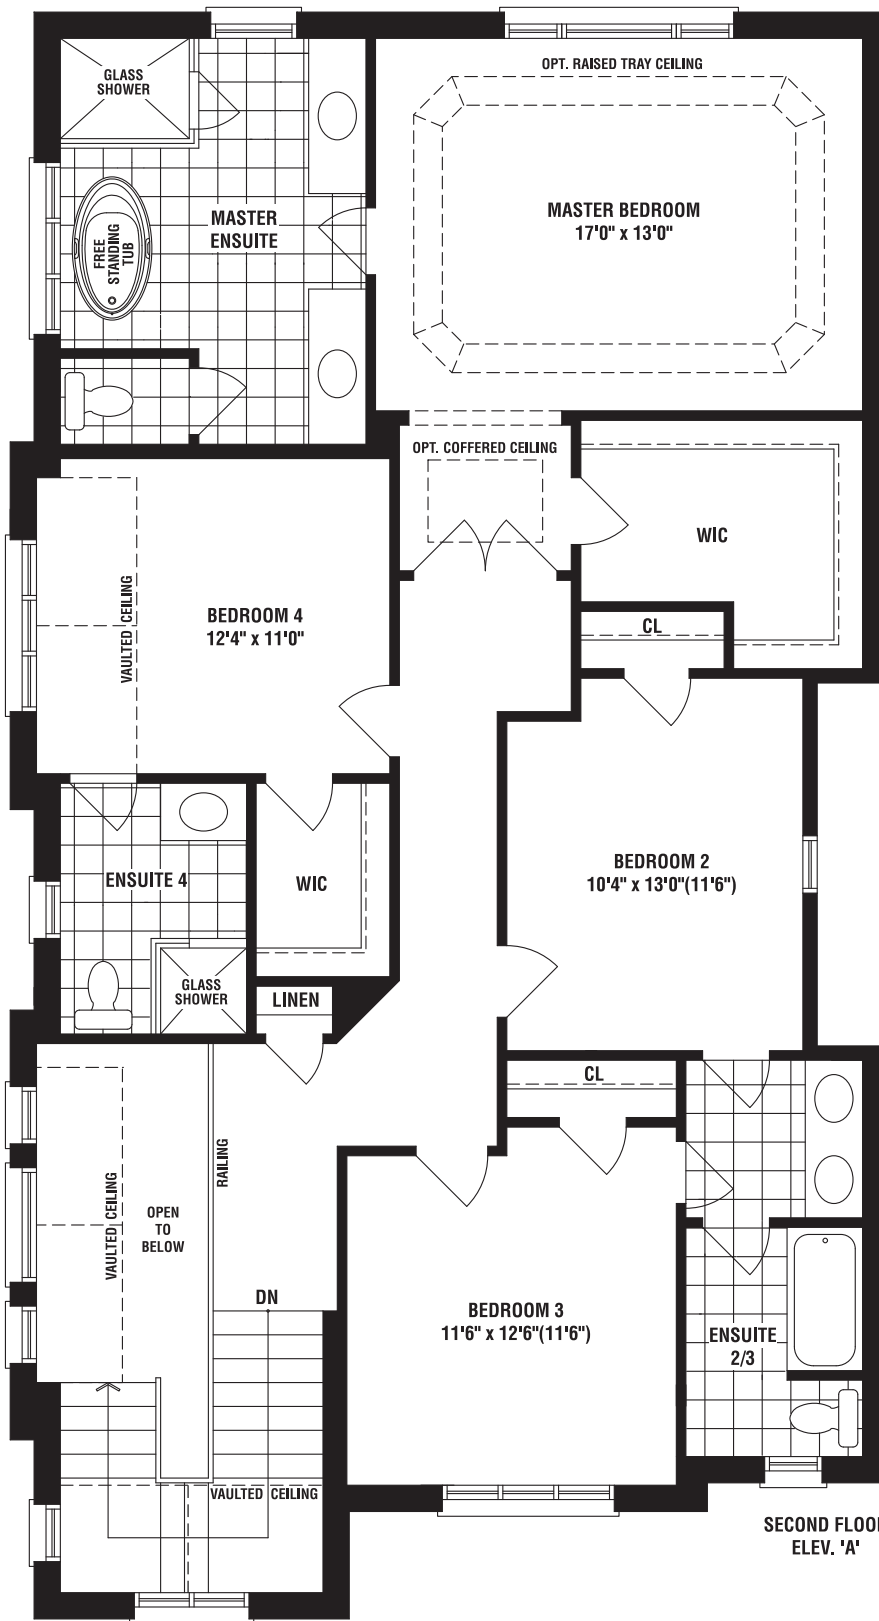 OPT. RAISED TRAY CEILING
GLASS
SHOWER
MASTER
ENSUITE
MASTER BEDROOM
17'0" x 13'0"
FREE
STANDING
TUB
OPT. COFFERED CEILING
WIC
VAULTED CEILING
BEDROOM 4
12'4" x 11'0"
CL
BEDROOM 2
10'4" x 13'0"(11'6")
ENSUITE 4
WIC
GLASS
SHOWER
LINEN
CL
RAILING
VAULTED CEILING
OPEN
TO
BELOW
DN
BEDROOM 3
11'6" x 12'6"(11'6")
ENSUITE
2/3
VAULTED CEILING
SECOND FLOO
ELEV. 'A'